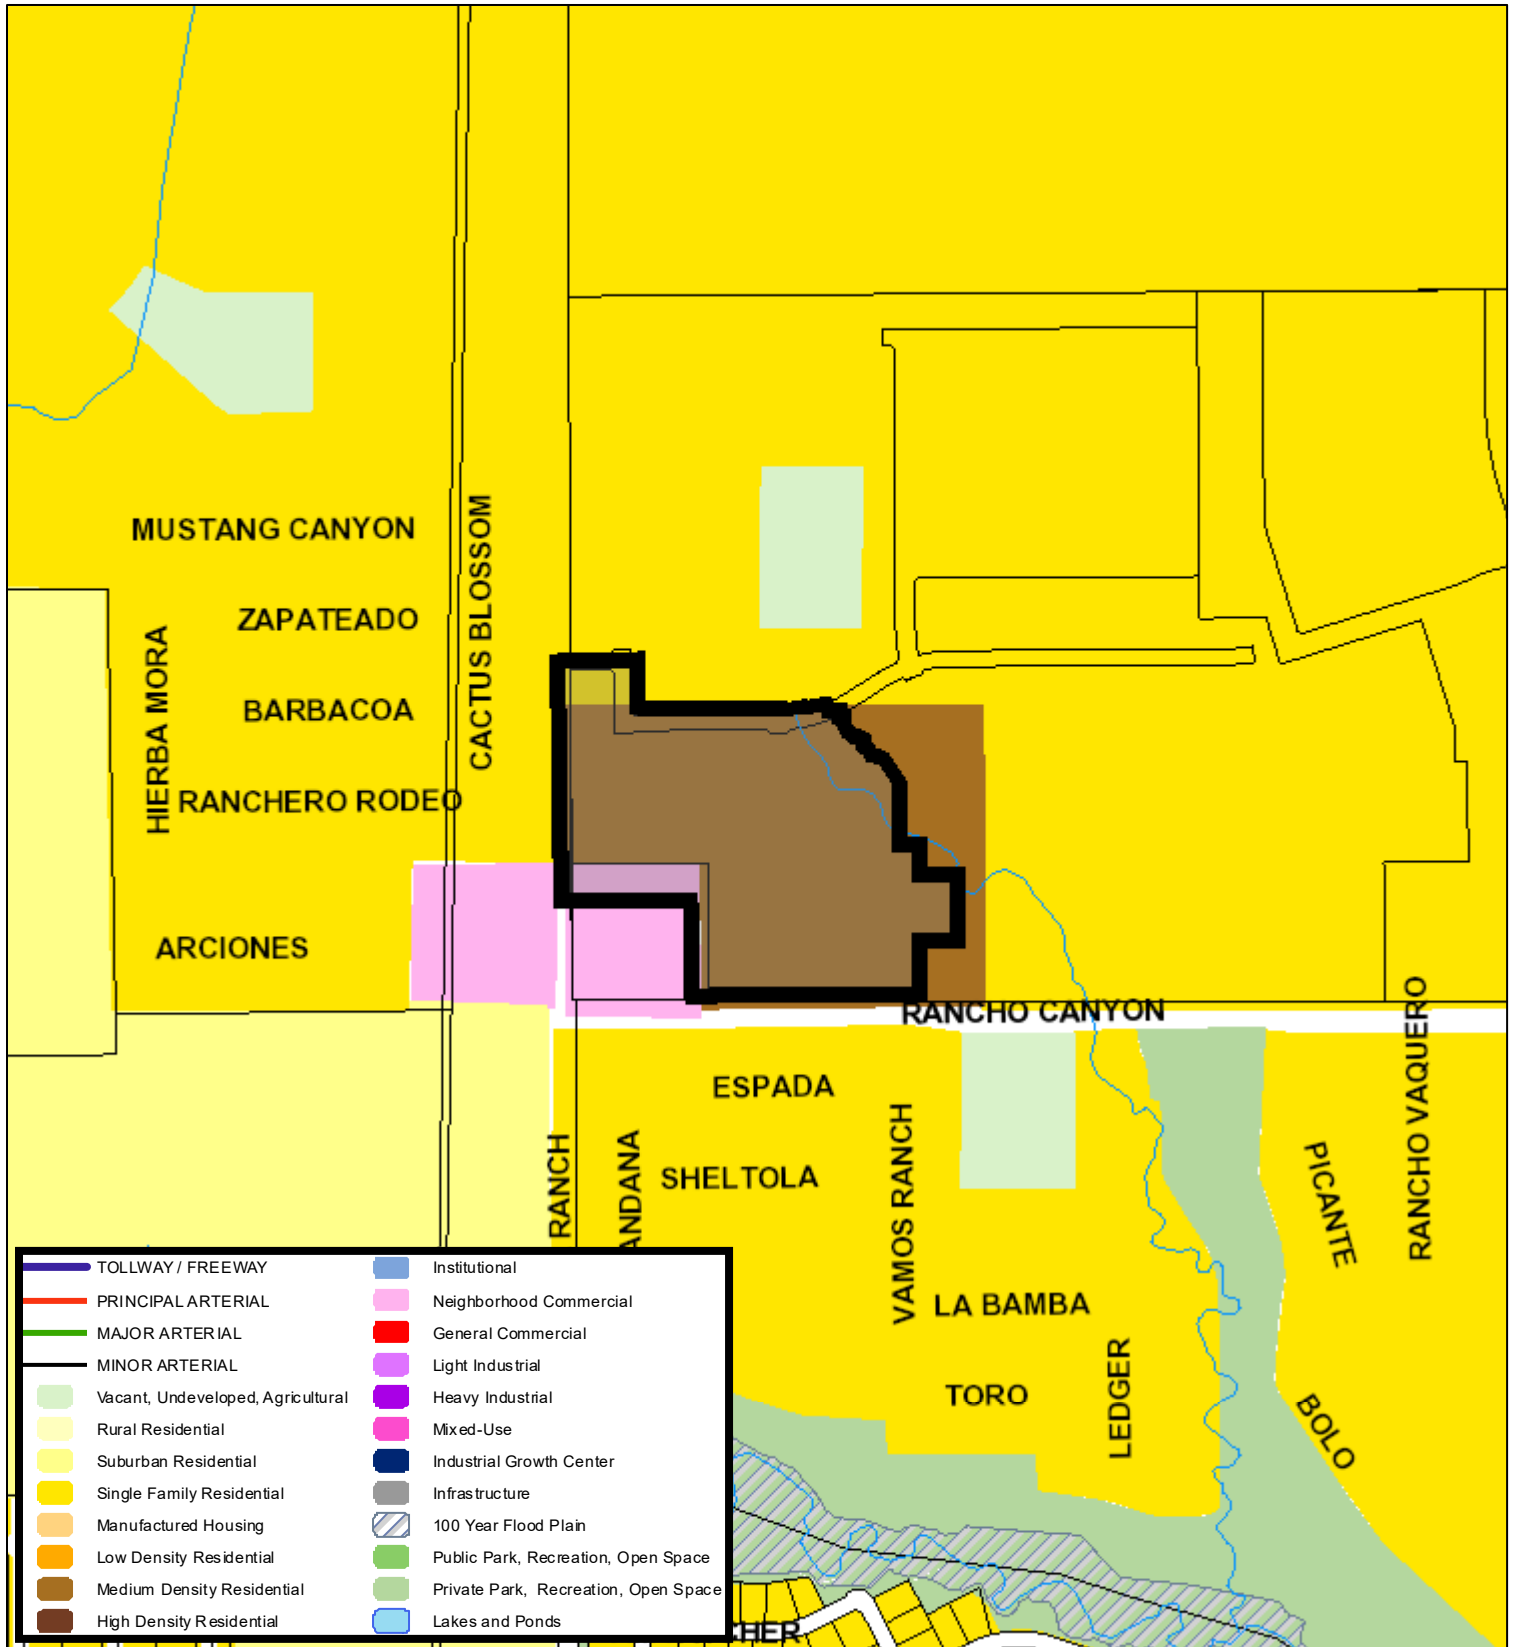 MUSTANG CANYON
CACTUS BLOSSOM
ZAPATEADO
HIERBA MORA
BARBACOA
RANCHERO RODEO
ARCIONES
RANCHO CANYON
RANCHO VAQUERO
ESPADA
VAMOS RANCH
RANCH
ANDANA
SHELTOLA
PICANTE
LA BAMBA
TORO
LEDGER
BOLO
TOLLWAY / FREEWAY
PRINCIPAL ARTERIAL
MAJOR ARTERIAL
MINOR ARTERIAL
Vacant, Undeveloped, Agricultural
Rural Residential
Suburban Residential
Single Family Residential
Manufactured Housing
Low Density Residential
Medium Density Residential
High Density Residential
Institutional
Neighborhood Commercial
General Commercial
Light Industrial
Heavy Industrial
Mixed-Use
Industrial Growth Center
Infrastructure
100 Year Flood Plain
Public Park, Recreation, Open Space
Private Park, Recreation, Open Space
Lakes and Ponds
CHER